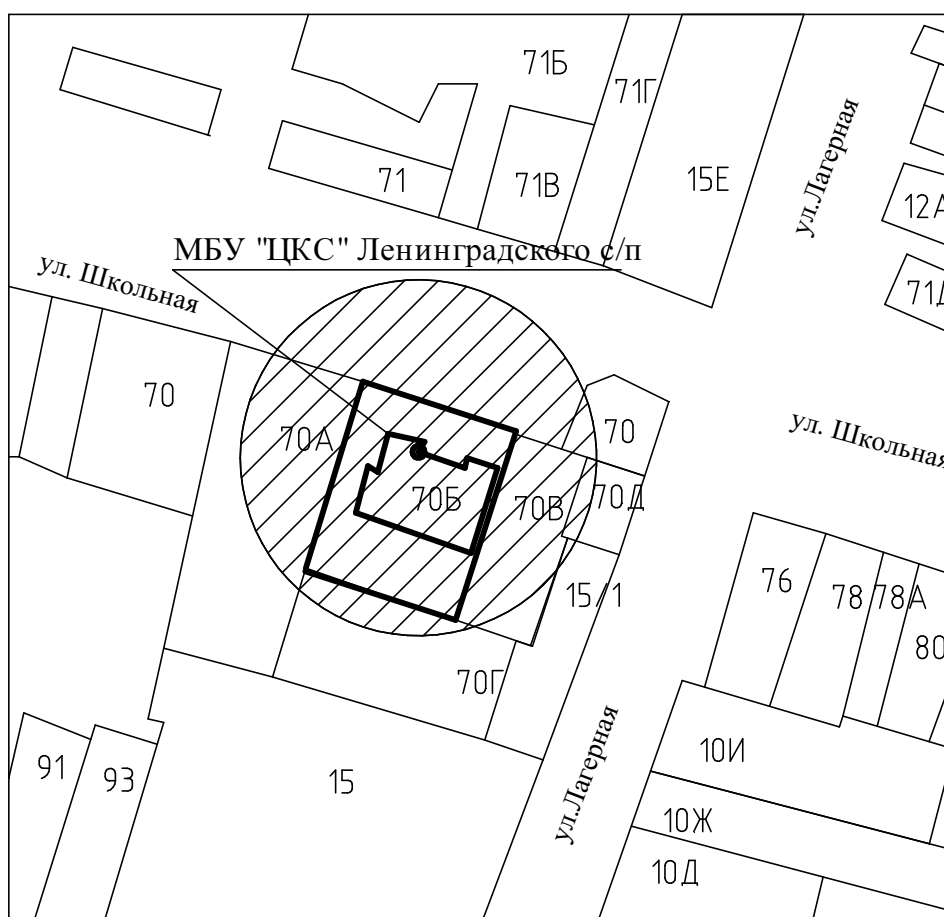 71Б
71Г
ул.Лагерная
71
71В
15Е
12А
МБУ "ЦКС" Ленинградского с/п
ул. Школьная
71Д
70
70А
70
ул. Школьная
70Б
70В
70Д
76
15/1
78
78А
80
70Г
91
93
15
ул.Лагерная
10И
10Ж
10Д